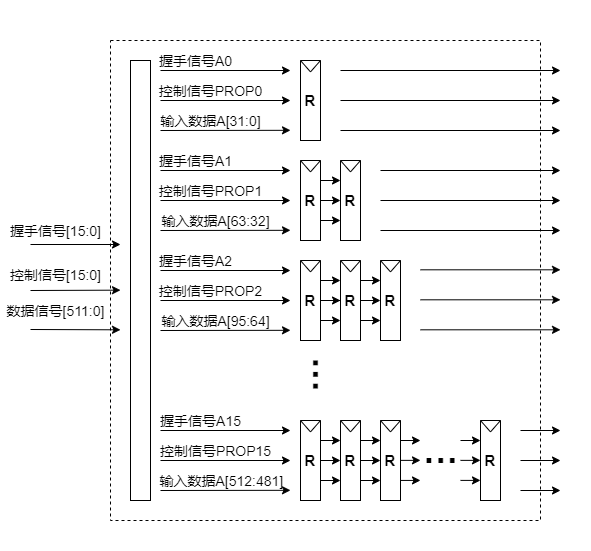 握手信号A0
控制信号PROP0
R
输入数据A[31:0]
握手信号A1
控制信号PROP1
R R
输入数据A[63:32]
握手信号[15:0]
握手信号A2
控制信号[15:0]
控制信号PROP2
R R R
数据信号[511:0]
输入数据A[95:64]
握手信号A15
控制信号PROP15
R R R R
输入数据A[512:481]